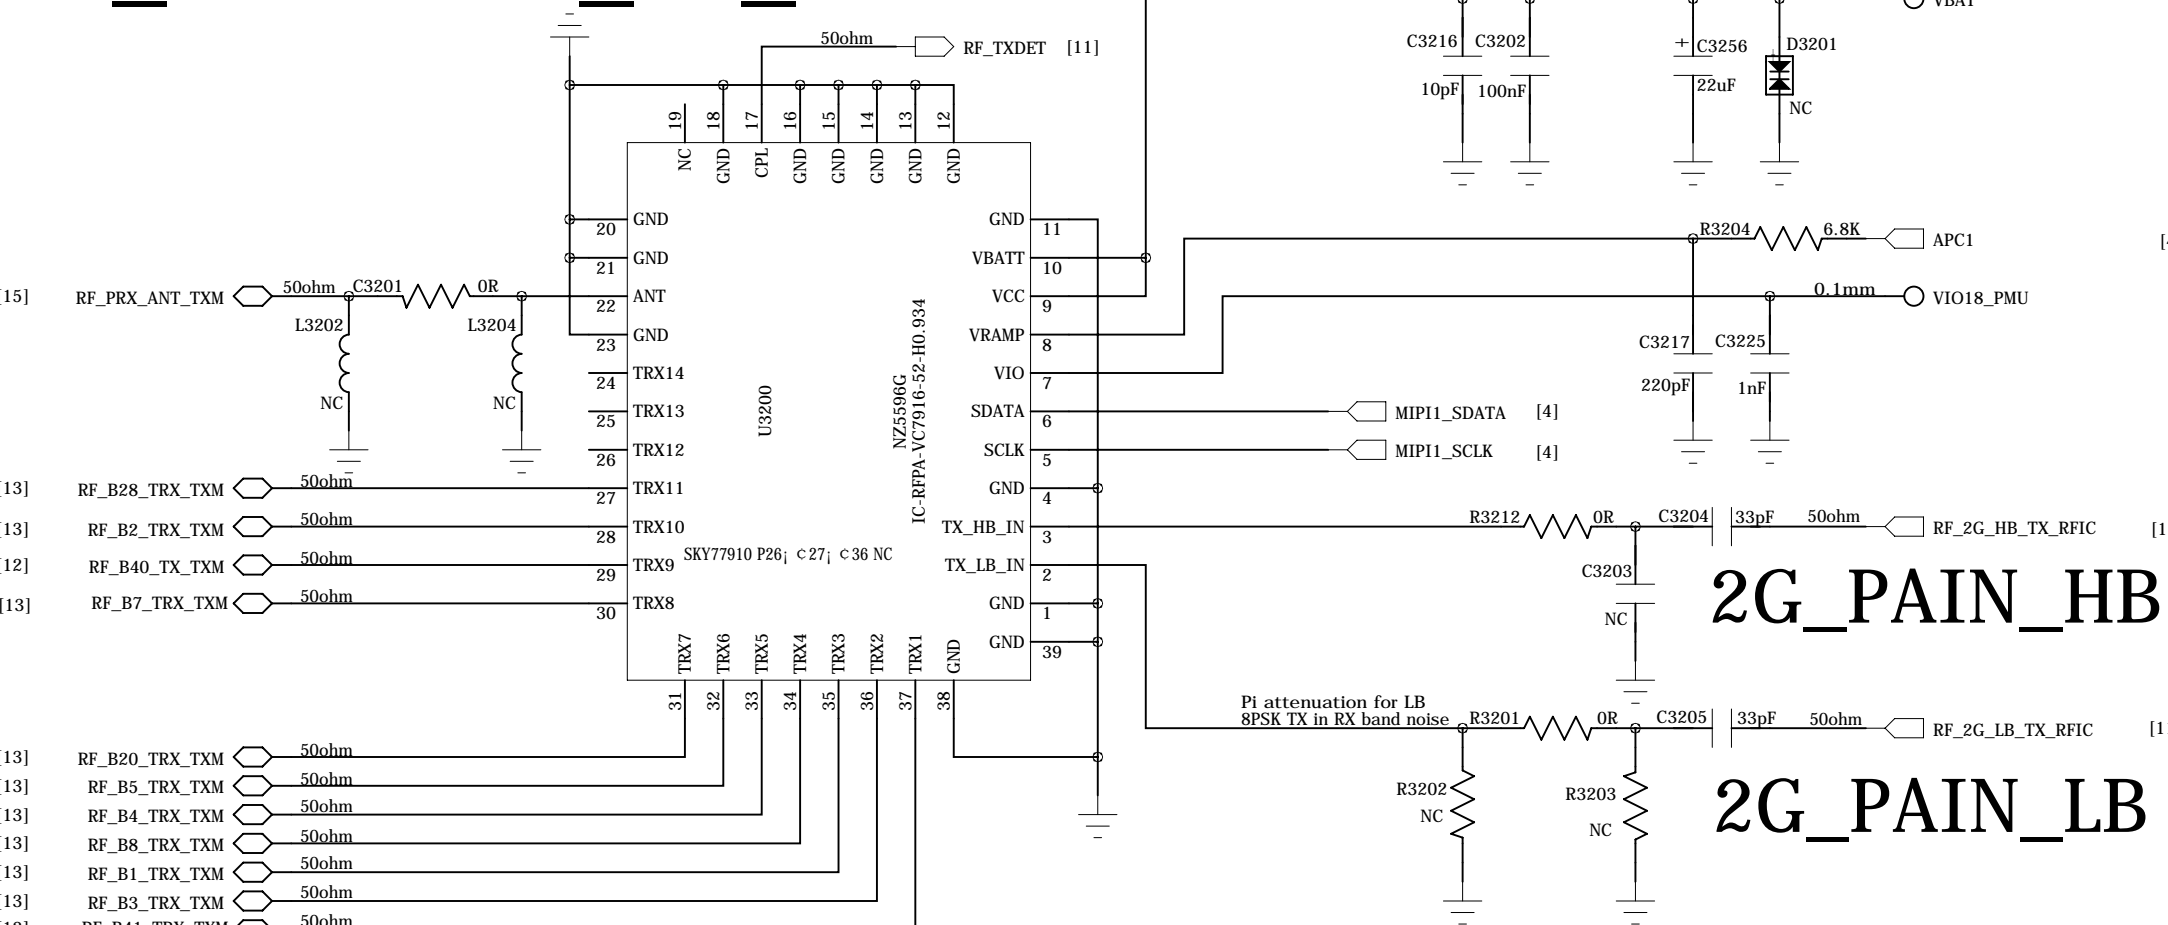 VBAT
50ohm
RF_TXDET [11]
C3216 C3202
10pF 100nF
+ C3256
22uF
D3201
NC
19 18 17 16 15 14 13 12
NC GND CPL GND GND GND GND GND
GND
20
GND
21
ANT
22
GND
23
TRX14
24
TRX13
25
TRX12
26
TRX11
27
TRX10
28
TRX9
29
TRX8
30
GND
11
VBATT
10
VCC
9
VRAMP
8
VIO
7
SDATA
6
SCLK
5
GND
4
TX_HB_IN
3
TX_LB_IN
2
GND
1
GND
39
U3200
NZ5596G
IC-RFPA-VC7916-52-H0.934
SKY77910 P26¡ ¢27¡ ¢36 NC
TRX7 TRX6 TRX5 TRX4 TRX3 TRX2 TRX1 GND
31 32 33 34 35 36 37 38
[15] RF_PRX_ANT_TXM 50ohm C3201 0R
L3202 L3204
NC NC
[13] RF_B28_TRX_TXM 50ohm
[13] RF_B2_TRX_TXM 50ohm
[12] RF_B40_TX_TXM 50ohm
[13] RF_B7_TRX_TXM 50ohm
[13] RF_B20_TRX_TXM 50ohm
[13] RF_B5_TRX_TXM 50ohm
[13] RF_B4_TRX_TXM 50ohm
[13] RF_B8_TRX_TXM 50ohm
[13] RF_B1_TRX_TXM 50ohm
[13] RF_B3_TRX_TXM 50ohm
RF_B41_TRX_TXM 50ohm
R3204 6.8K APC1
0.1mm VIO18_PMU
C3217 C3225
220pF 1nF
MIPI1_SDATA [4]
MIPI1_SCLK [4]
R3212 0R C3204 33pF 50ohm RF_2G_HB_TX_RFIC
C3203
NC
2G_PAIN_HB
Pi attenuation for LB
8PSK TX in RX band noise
R3201 0R C3205 33pF 50ohm RF_2G_LB_TX_RFIC
R3202
NC
R3203
NC
2G_PAIN_LB